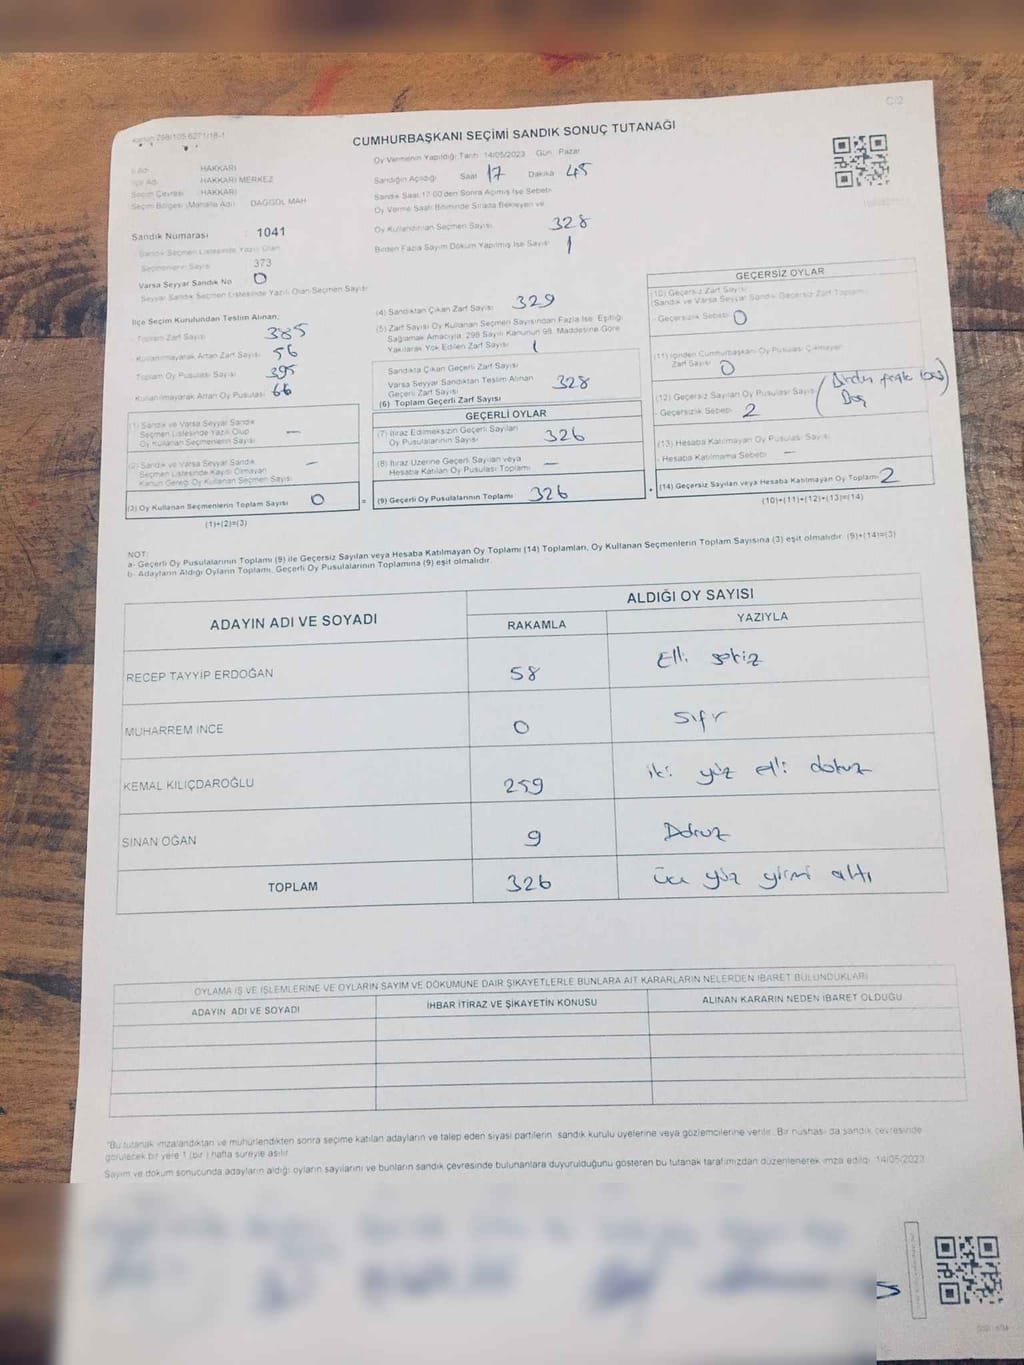 C/2
CUMHURBAŞKANI SEÇİMİ SANDIK SONUÇ TUTANAĞI
HAKKARİ
HAKKARİ MERKEZ
HAKKARİ
Seçim Bölgesi (Mahalle Adı) DAĞGÖL MAH
Oy Vermenin Yapıldığı Tarih 14/05/2023 Gün Pazar
Sandığın Açıldığı Saat 17 Dakika 45
Sandık Saat 17:00'den Sonra Açılmış İse Sebebi
Oy Verme Saati Bitiminde Sırada Bekleyen ve
Oy Kullandırılan Seçmen Sayısı 328
Birden Fazla Sayım Döküm Yapılmış İse Sayısı 1
Sandık Numarası : 1041
Sandık Seçmen Listesinde Yazılı Olan
Seçmenlerin Sayısı 373
Varsa Seyyar Sandık No 0
Seyyar Sandık Seçmen Listesinde Yazılı Olan Seçmen Sayısı
İlçe Seçim Kurulundan Teslim Alınan;
- Toplam Zarf Sayısı 385
- Kullanılmayarak Artan Zarf Sayısı 56
Toplam Oy Pusulası Sayısı 395
- Kullanılmayarak Artan Oy Pusulası 66
(1) Sandık ve Varsa Seyyar Sandık
Seçmen Listesinde Yazılı Olup
Oy Kullanan Seçmenlerin Sayısı —
(2) Sandık ve Varsa Seyyar Sandık
Seçmen Listesinde Kaydı Olmayan
Kanun Gereği Oy Kullanan Seçmen Sayısı —
(3) Oy Kullanan Seçmenlerin Toplam Sayısı 0
(1)+(2)=(3)
(4) Sandıktan Çıkan Zarf Sayısı 329
(5) Zarf Sayısı Oy Kullanan Seçmen Sayısından Fazla İse, Eşitliği
Sağlamak Amacıyla, 298 Sayılı Kanunun 98. Maddesine Göre
Yakılarak Yok Edilen Zarf Sayısı 1
Sandıkta Çıkan Geçerli Zarf Sayısı
Varsa Seyyar Sandıktan Teslim Alınan
Geçerli Zarf Sayısı 328
(6) Toplam Geçerli Zarf Sayısı
GEÇERLİ OYLAR
(7) İtiraz Edilmeksizin Geçerli Sayılan
Oy Pusulalarının Sayısı 326
(8) İtiraz Üzerine Geçerli Sayılan veya
Hesaba Katılan Oy Pusulası Toplamı —
(9) Geçerli Oy Pusulalarının Toplamı 326
GEÇERSİZ OYLAR
(10) Geçersiz Zarf Sayısı
(Sandık ve Varsa Seyyar Sandık Geçersiz Zarf Toplamı)
- Geçersizlik Sebebi 0
(11) İçinden Cumhurbaşkanı Oy Pusulası Çıkmayan
Zarf Sayısı 0
(12) Geçersiz Sayılan Oy Pusulası Sayısı
- Geçersizlik Sebebi 2
(13) Hesaba Katılmayan Oy Pusulası Sayısı
- Hesaba Katılmama Sebebi —
(14) Geçersiz Sayılan veya Hesaba Katılmayan Oy Toplamı 2
(10)+(11)+(12)+(13)=(14)
NOT:
a- Geçerli Oy Pusulalarının Toplamı (9) ile Geçersiz Sayılan veya Hesaba Katılmayan Oy Toplamı (14) Toplamları, Oy Kullanan Seçmenlerin Toplam Sayısına (3) eşit olmalıdır. (9)+(14)=(3)
b- Adayların Aldığı Oyların Toplamı, Geçerli Oy Pusulalarının Toplamına (9) eşit olmalıdır.
ADAYIN ADI VE SOYADI
ALDIĞI OY SAYISI
RAKAMLA YAZIYLA
RECEP TAYYİP ERDOĞAN 58 Elli sekiz
MUHARREM İNCE 0 Sıfır
KEMAL KILIÇDAROĞLU 259 iki yüz elli dokuz
SİNAN OĞAN 9 Dokuz
TOPLAM 326 üç yüz yirmi altı
OYLAMA İŞ VE İŞLEMLERİNE VE OYLARIN SAYIM VE DÖKÜMÜNE DAİR ŞİKAYETLERLE BUNLARA AİT KARARLARIN NELERDEN İBARET BULUNDUKLARI
ADAYIN ADI VE SOYADI İHBAR İTİRAZ VE ŞİKAYETİN KONUSU ALINAN KARARIN NEDEN İBARET OLDUĞU
"Bu tutanak imzalandıktan ve mühürlendikten sonra seçime katılan adayların ve talep eden siyasi partilerin sandık kurulu üyelerine veya gözlemcilerine verilir. Bir nüshası da sandık çevresinde
görülecek bir yere 1 (bir) hafta süreyle asılır.
Sayım ve döküm sonucunda adayların aldığı oyların sayılarını ve bunların sandık çevresinde bulunanlara duyurulduğunu gösteren bu tutanak tarafımızdan düzenlenerek imza edildi. 14/05/2023